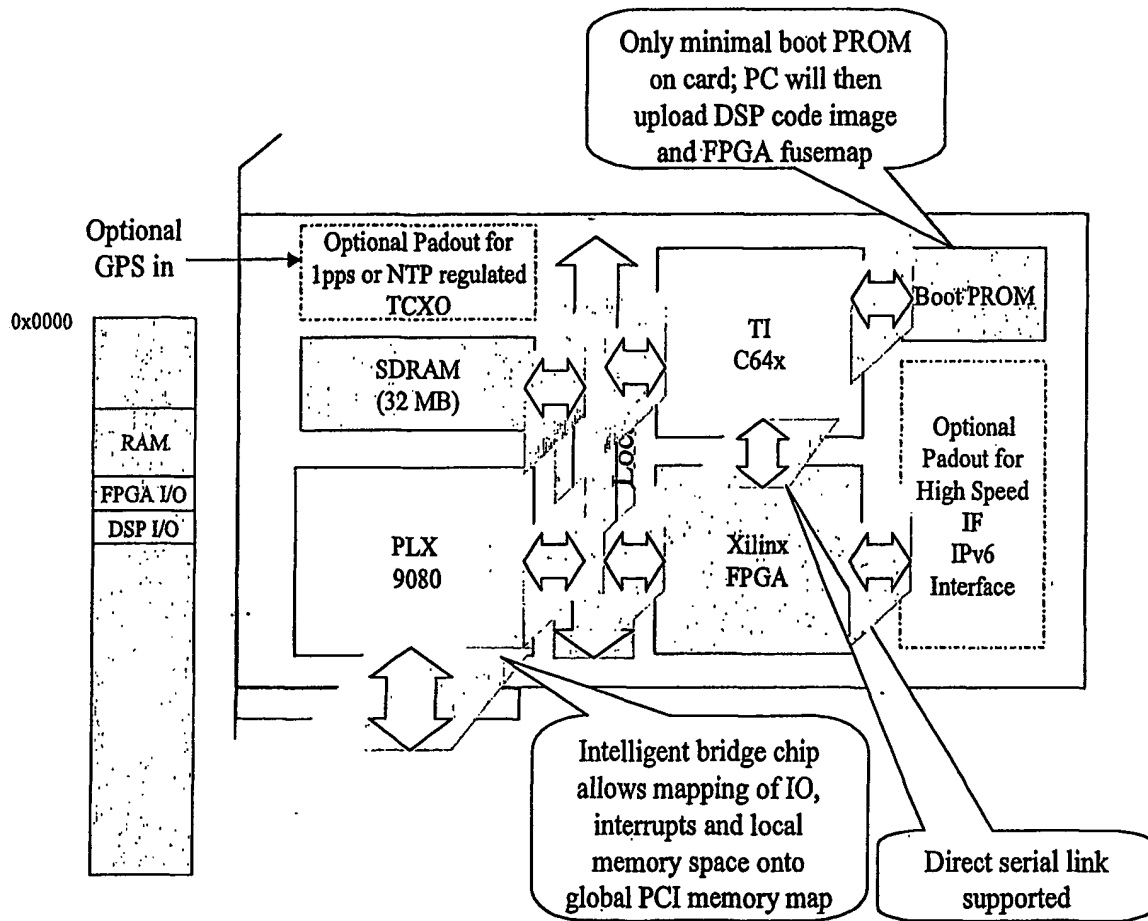 Only minimal boot PROM
on card; PC will then
upload DSP code image
and FPGA fusemap
Optional
GPS in
Optional Padout for
1pps or NTP regulated
TCXO
0x0000
RAM
FPGA I/O
DSP I/O
SDRAM
(32 MB)
TI
C64x
Boot PROM
Optional
Padout for
High Speed
IF
IPv6
Interface
PLX
9080
Xilinx
FPGA
Intelligent bridge chip
allows mapping of IO,
interrupts and local
memory space onto
global PCI memory map
Direct serial link
supported